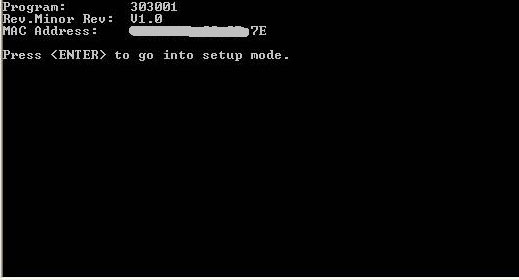 Program: 303001
Rev.Minor Rev: V1.0
MAC Address: 7E
Press <ENTER> to go into setup mode.